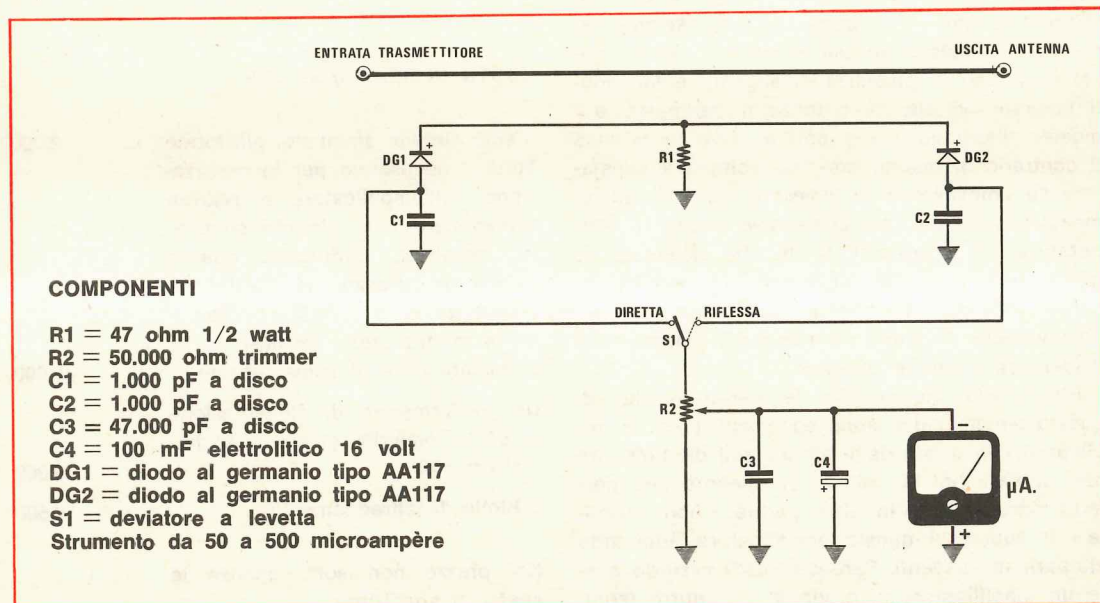 ENTRATA TRASMETTITORE
USCITA ANTENNA
DG1
+
R1
+
DG2
C1
C2
COMPONENTI
R1 = 47 ohm 1/2 watt
R2 = 50.000 ohm trimmer
C1 = 1.000 pF a disco
C2 = 1.000 pF a disco
C3 = 47.000 pF a disco
C4 = 100 mF elettrolitico 16 volt
DG1 = diodo al germanio tipo AA117
DG2 = diodo al germanio tipo AA117
S1 = deviatore a levetta
Strumento da 50 a 500 microampère
DIRETTA
RIFLESSA
S1
R2
C3
C4
+
−
µA
+